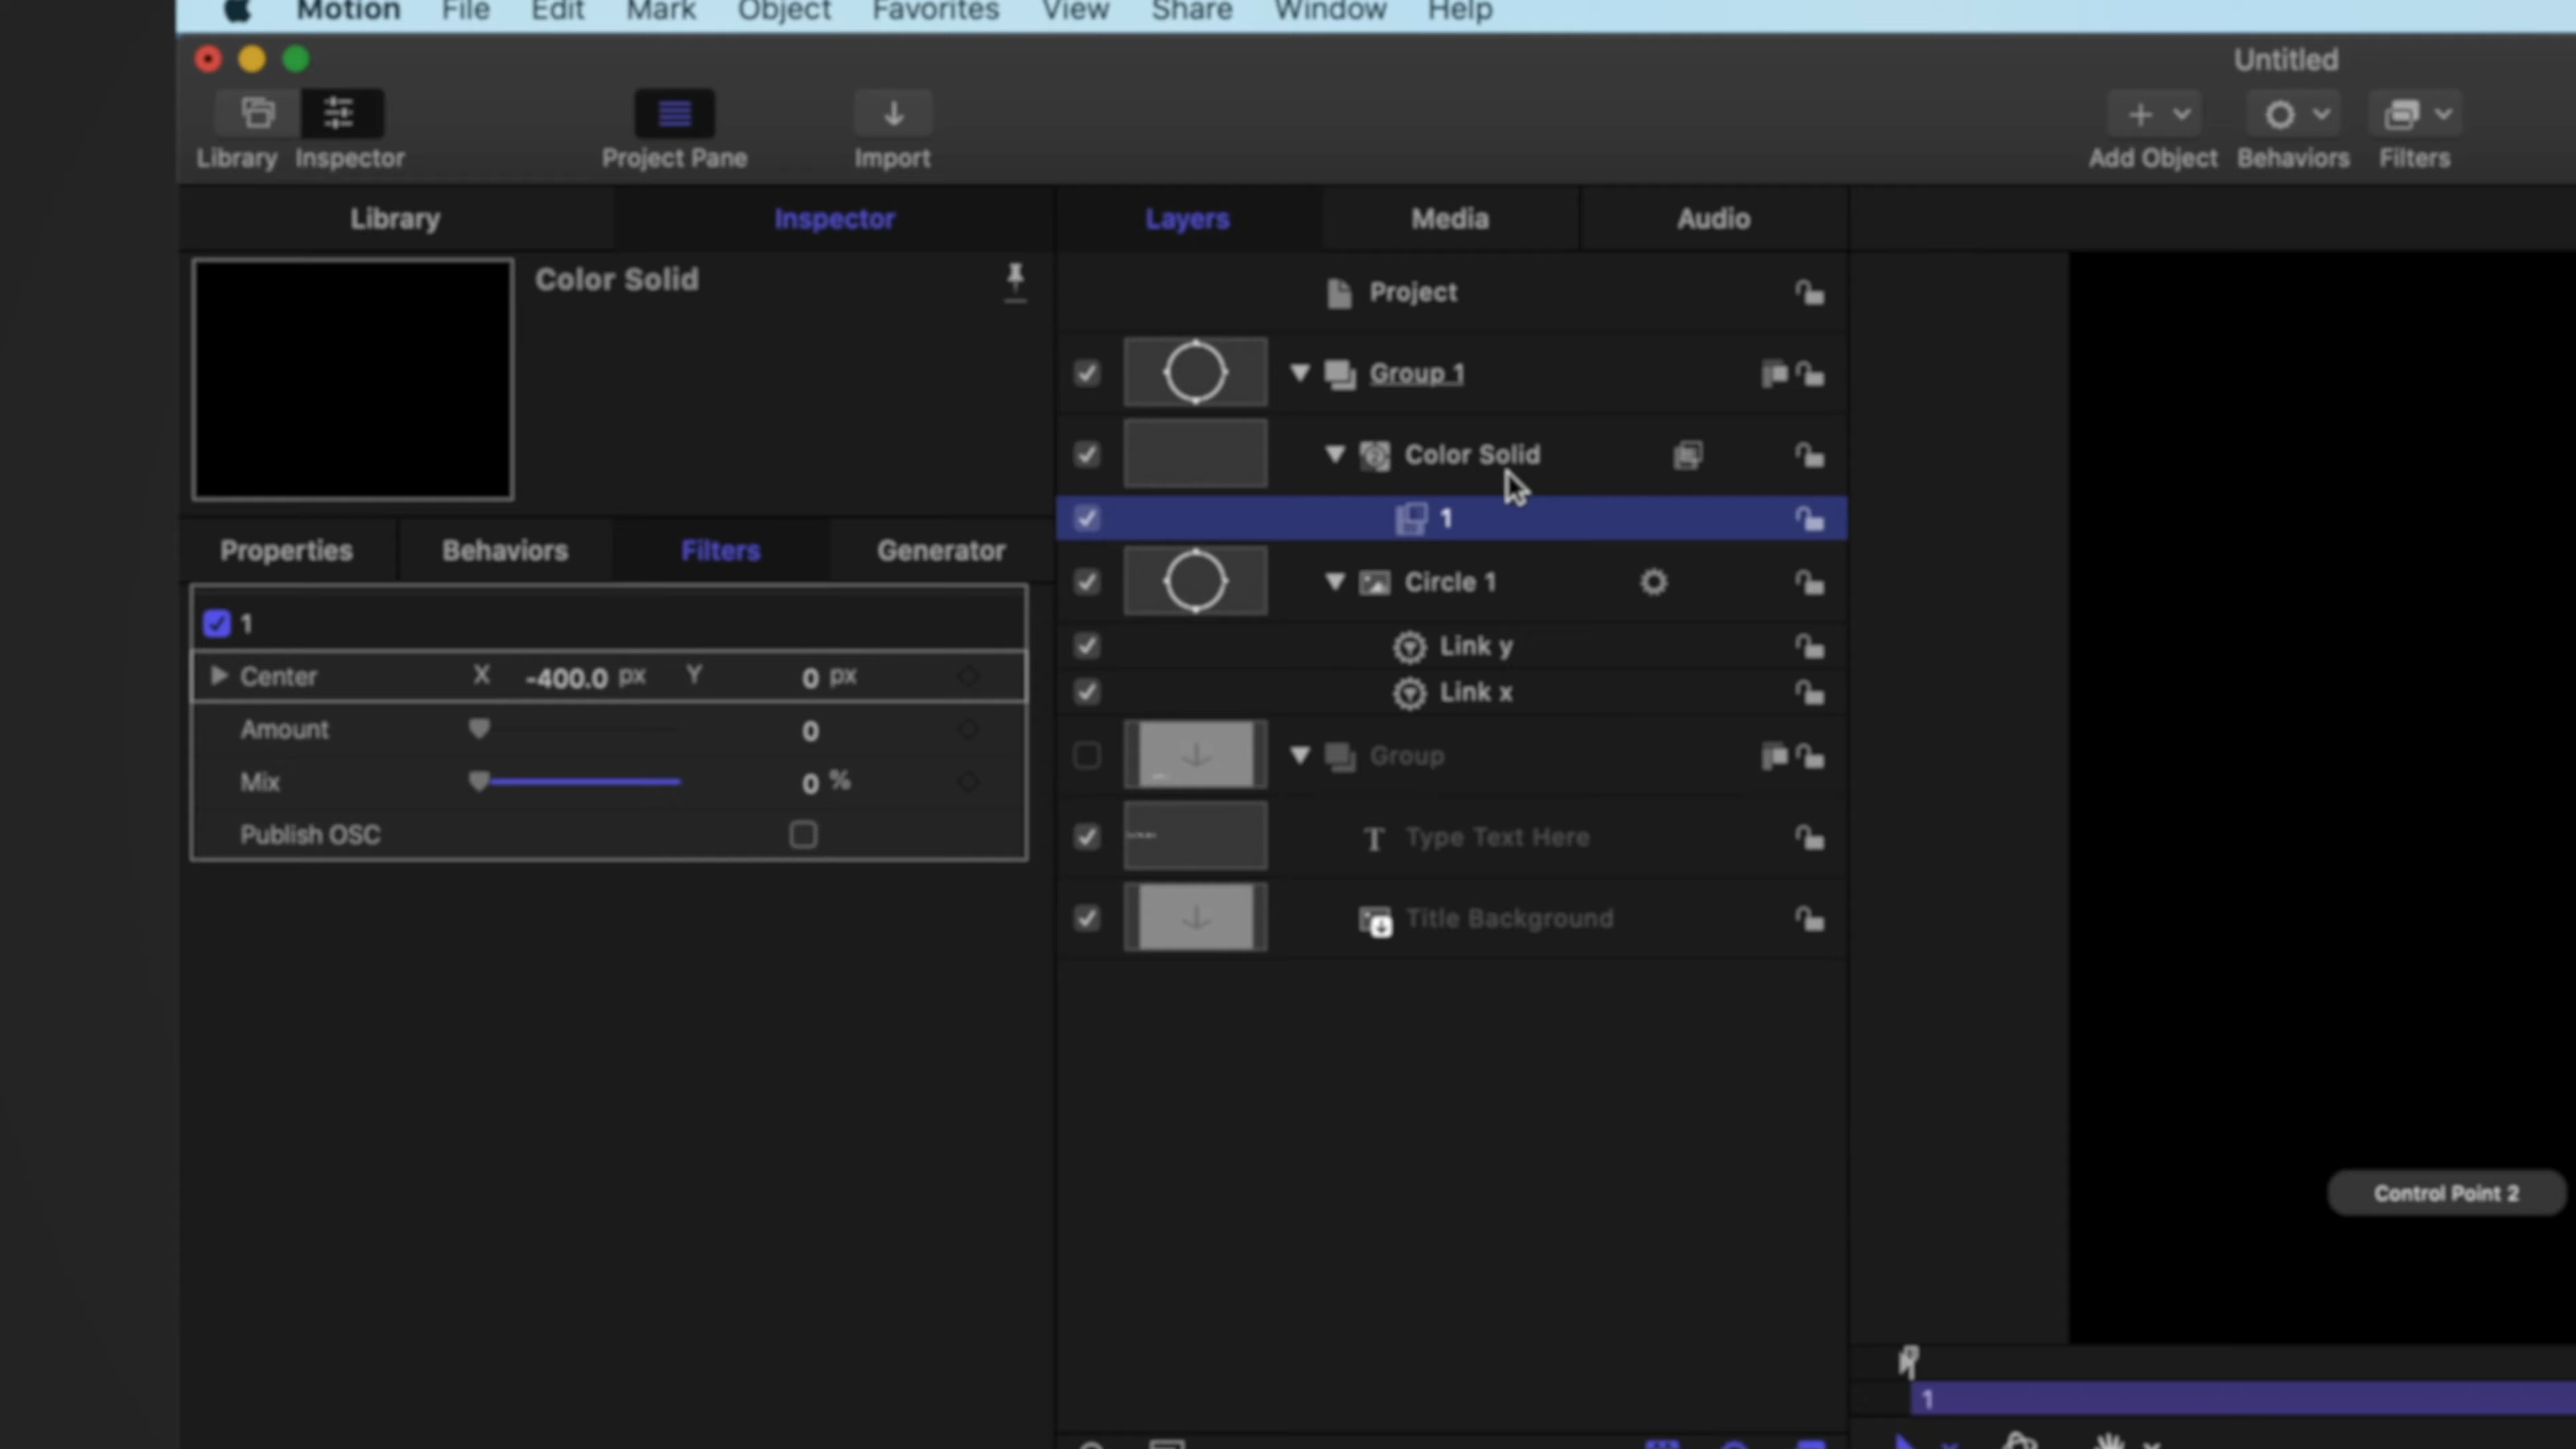 Motion File Edit Mark Object Favorites View Share Window Help
Untitled
Library Inspector Project Pane Import Add Object Behaviors Filters
Library Inspector Layers Media Audio
Color Solid
Project
Group 1
Color Solid
1
Circle 1
Link y
Link x
Group
Type Text Here
Title Background
Properties Behaviors Filters Generator
1
Center X -400.0 px Y 0 px
Amount 0
Mix 0 %
Publish OSC
Control Point 2
1